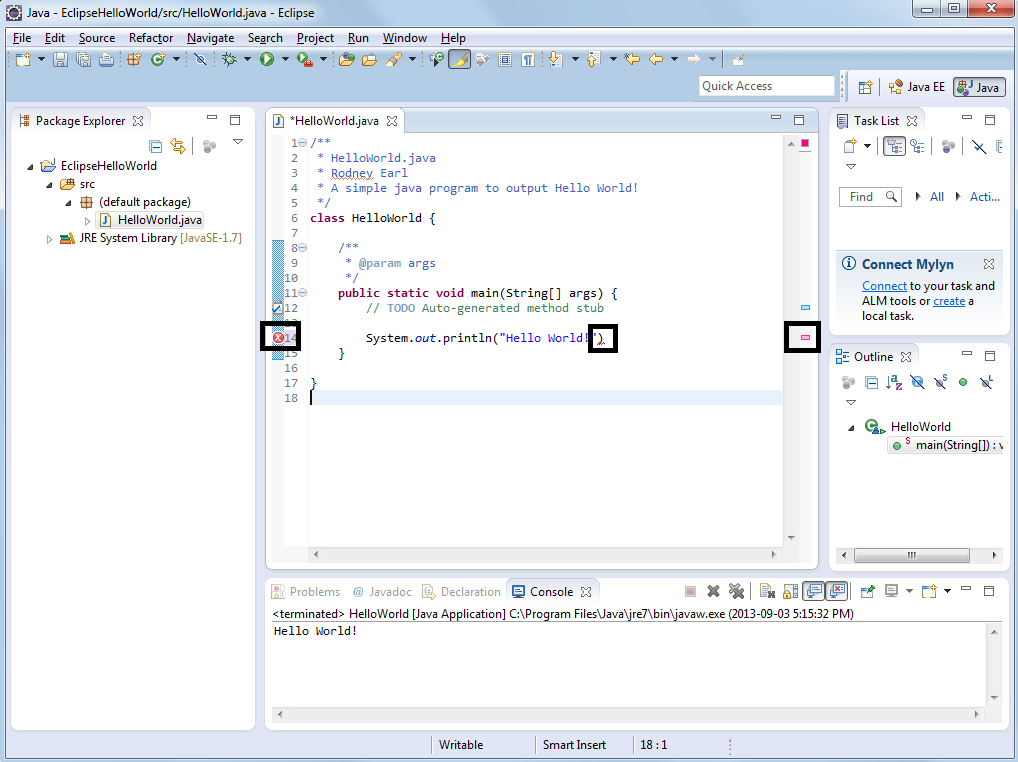 Java - EclipseHelloWorld/src/HelloWorld.java - Eclipse
File Edit Source Refactor Navigate Search Project Run Window Help
Quick Access
Java EE
Java
Package Explorer
EclipseHelloWorld
src
(default package)
HelloWorld.java
JRE System Library [JavaSE-1.7]
*HelloWorld.java
1 /**
2 * HelloWorld.java
3 * Rodney Earl
4 * A simple java program to output Hello World!
5 */
6 class HelloWorld {
7
8 /**
9 * @param args
10 */
11 public static void main(String[] args) {
12 // TODO Auto-generated method stub
14 System.out.println("Hello World!")
15 }
16
17 }
18
Task List
Find All Acti...
Connect Mylyn
Connect to your task and
ALM tools or create a
local task.
Outline
HelloWorld
main(String[]) : v
Problems @ Javadoc Declaration Console
<terminated> HelloWorld [Java Application] C:\Program Files\Java\jre7\bin\javaw.exe (2013-09-03 5:15:32 PM)
Hello World!
Writable Smart Insert 18 : 1